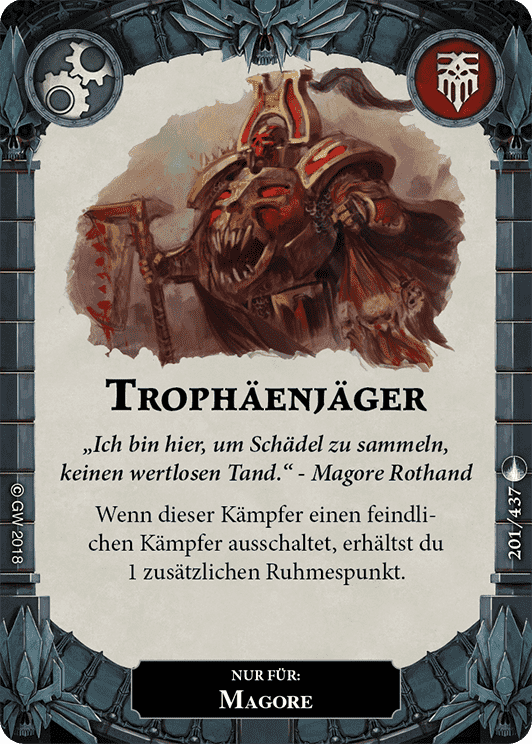 TROPHÄENJÄGER
„Ich bin hier, um Schädel zu sammeln,
keinen wertlosen Tand.“ - Magore Rothand
Wenn dieser Kämpfer einen feindli-
chen Kämpfer ausschaltet, erhältst du
1 zusätzlichen Ruhmespunkt.
© GW 2018
201/437
NUR FÜR:
MAGORE